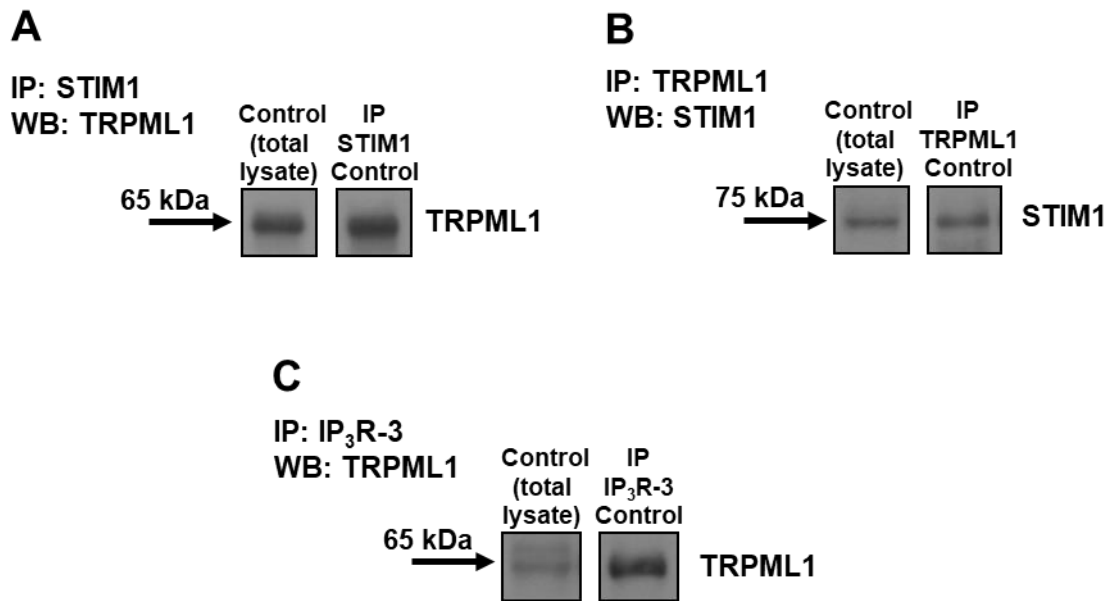 A
IP: STIM1
WB: TRPML1
Control
(total
lysate)
IP
STIM1
Control
65 kDa
TRPML1
B
IP: TRPML1
WB: STIM1
Control
(total
lysate)
IP
TRPML1
Control
75 kDa
STIM1
C
IP: IP₃R-3
WB: TRPML1
Control
(total
lysate)
IP
IP₃R-3
Control
65 kDa
TRPML1